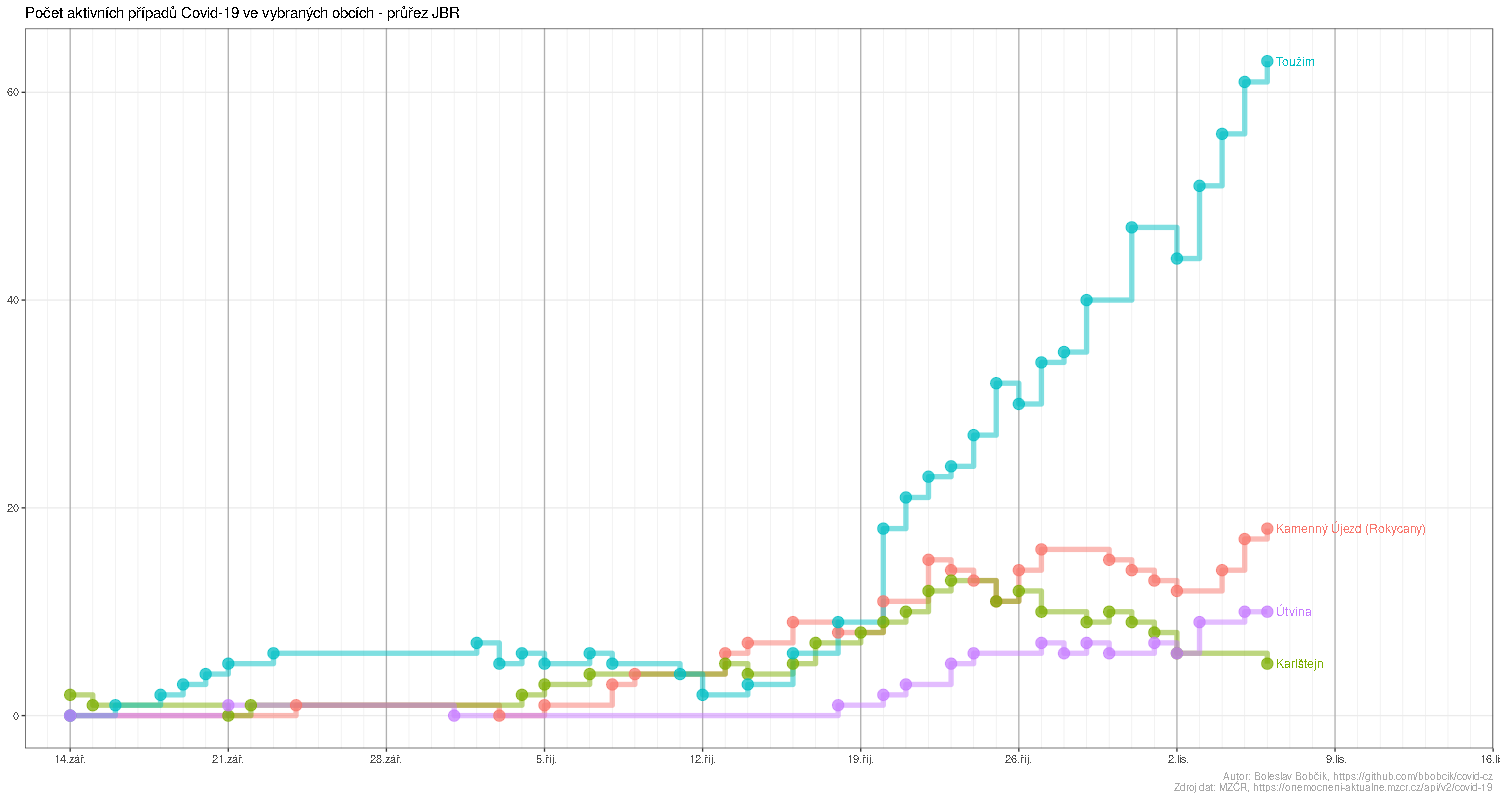 Počet aktivních případů Covid-19 ve vybraných obcích - průřez JBR
60
40
20
0
Toužim
Kamenný Újezd (Rokycany)
Útvina
Karlštejn
14.zář.
21.zář.
28.zář.
5.říj.
12.říj.
19.říj.
26.říj.
2.lis.
9.lis.
16.li
Autor: Boleslav Bobčík, https://github.com/bbobcik/covid-cz
Zdroj dat: MZČR, https://onemocneni-aktualne.mzcr.cz/api/v2/covid-19